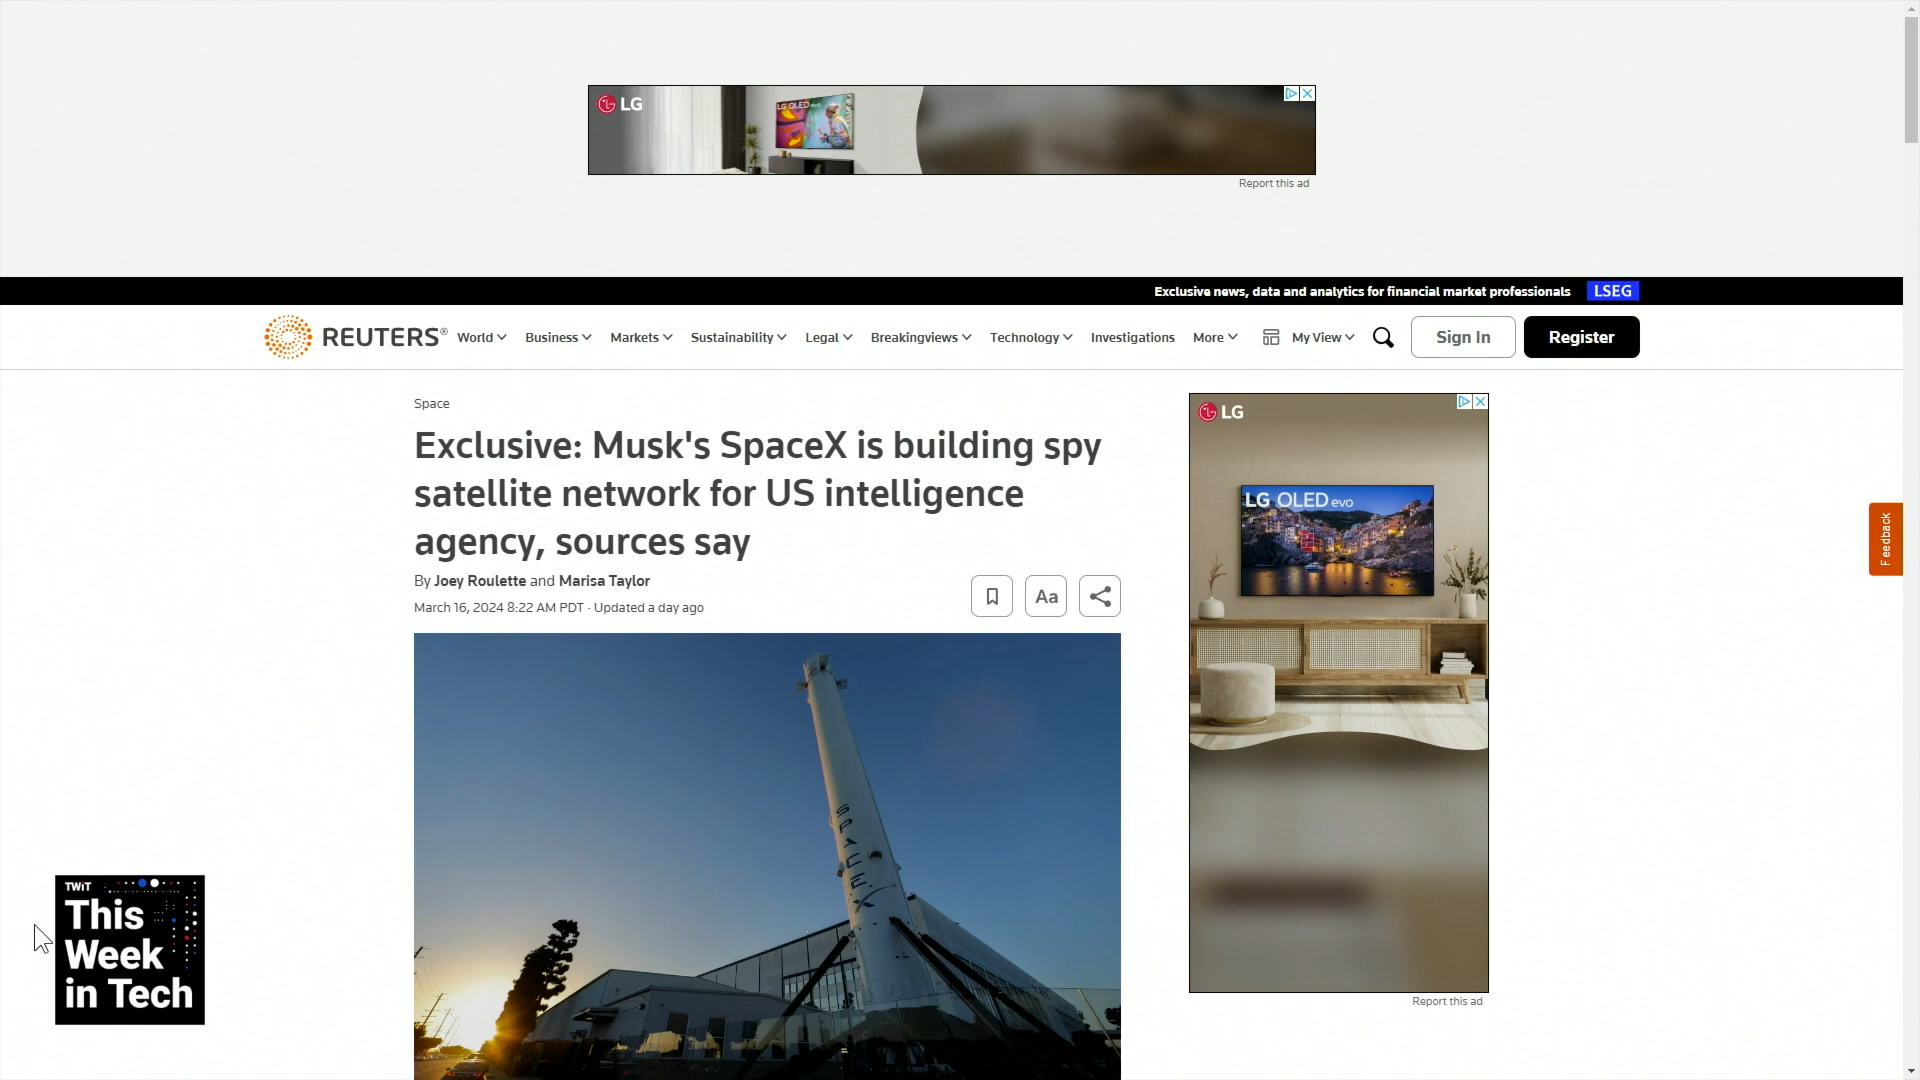 LG
LG OLED evo
Report this ad
Exclusive news, data and analytics for financial market professionals
LSEG
REUTERS®
World
Business
Markets
Sustainability
Legal
Breakingviews
Technology
Investigations
More
My View
Sign In
Register
Space
Exclusive: Musk's SpaceX is building spy
satellite network for US intelligence
agency, sources say
By Joey Roulette and Marisa Taylor
March 16, 2024 8:22 AM PDT · Updated a day ago
Aa
SPACEX
LG
LG OLED evo
Report this ad
Feedback
TWiT
This
Week
in Tech